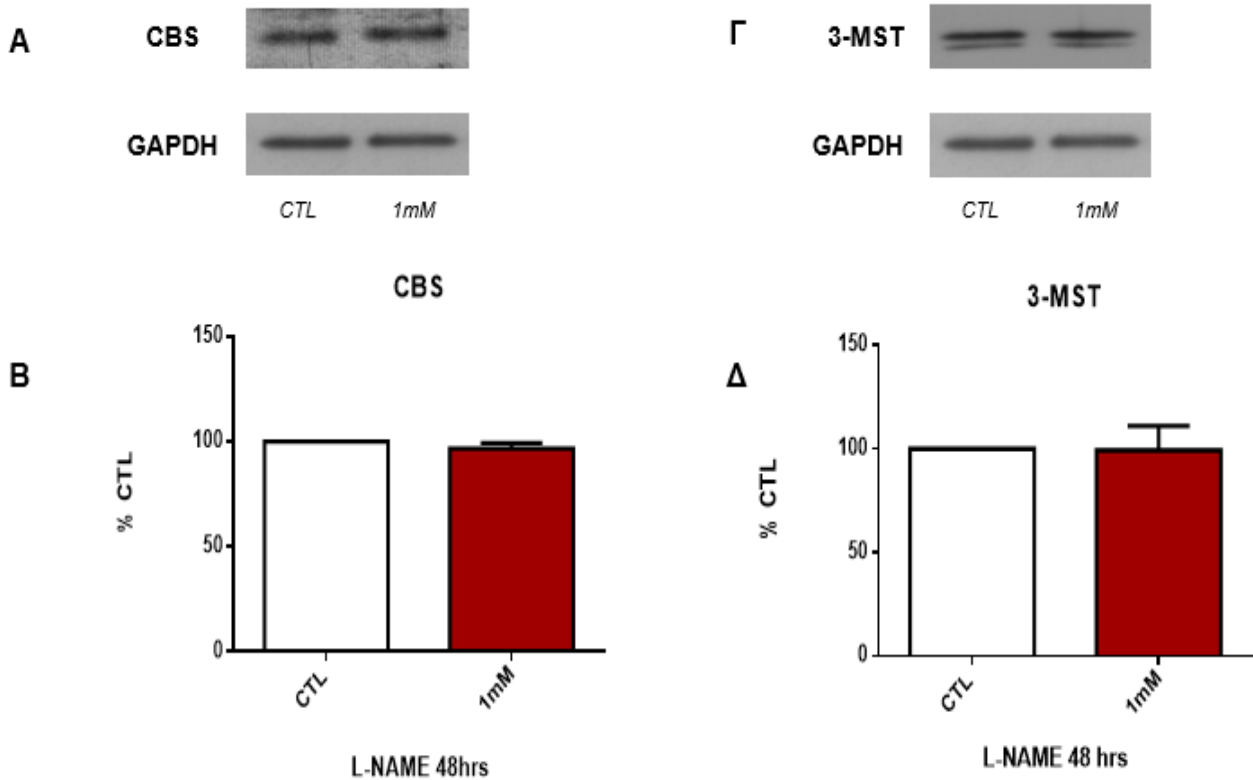 A
CBS
GAPDH
CTL 1mM
CBS
B
150
100
50
0
% CTL
CTL
1mM
L-NAME 48hrs
Γ
3-MST
GAPDH
CTL 1mM
3-MST
Δ
150
100
50
0
% CTL
CTL
1mM
L-NAME 48 hrs